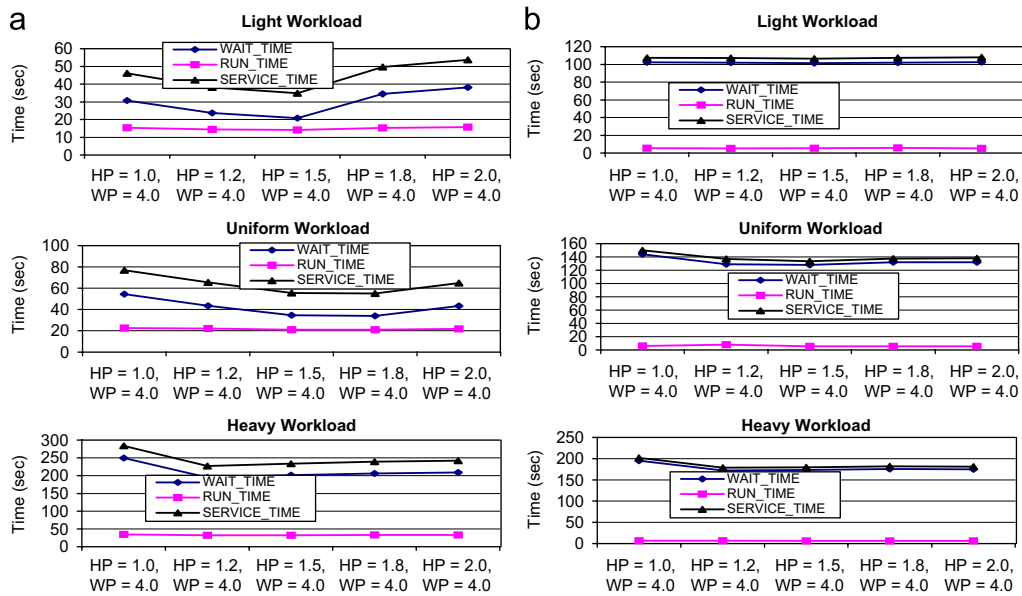 a
Light Workload
Time (sec)
60
50
40
30
20
10
0
WAIT_TIME
RUN_TIME
SERVICE_TIME
HP = 1.0, HP = 1.2, HP = 1.5, HP = 1.8, HP = 2.0,
WP = 4.0 WP = 4.0 WP = 4.0 WP = 4.0 WP = 4.0
Uniform Workload
Time (sec)
100
80
60
40
20
0
WAIT_TIME
RUN_TIME
SERVICE_TIME
HP = 1.0, HP = 1.2, HP = 1.5, HP = 1.8, HP = 2.0,
WP = 4.0 WP = 4.0 WP = 4.0 WP = 4.0 WP = 4.0
Heavy Workload
Time (sec)
300
250
200
150
100
50
0
WAIT_TIME
RUN_TIME
SERVICE_TIME
HP = 1.0, HP = 1.2, HP = 1.5, HP = 1.8, HP = 2.0,
WP = 4.0 WP = 4.0 WP = 4.0 WP = 4.0 WP = 4.0
b
Light Workload
Time (sec)
120
100
80
60
40
20
0
WAIT_TIME
RUN_TIME
SERVICE_TIME
HP = 1.0, HP = 1.2, HP = 1.5, HP = 1.8, HP = 2.0,
WP = 4.0 WP = 4.0 WP = 4.0 WP = 4.0 WP = 4.0
Uniform Workload
Time (sec)
160
140
120
100
80
60
40
20
0
WAIT_TIME
RUN_TIME
SERVICE_TIME
HP = 1.0, HP = 1.2, HP = 1.5, HP = 1.8, HP = 2.0,
WP = 4.0 WP = 4.0 WP = 4.0 WP = 4.0 WP = 4.0
Heavy Workload
Time (sec)
250
200
150
100
50
0
WAIT_TIME
RUN_TIME
SERVICE_TIME
HP = 1.0, HP = 1.2, HP = 1.5, HP = 1.8, HP = 2.0,
WP = 4.0 WP = 4.0 WP = 4.0 WP = 4.0 WP = 4.0